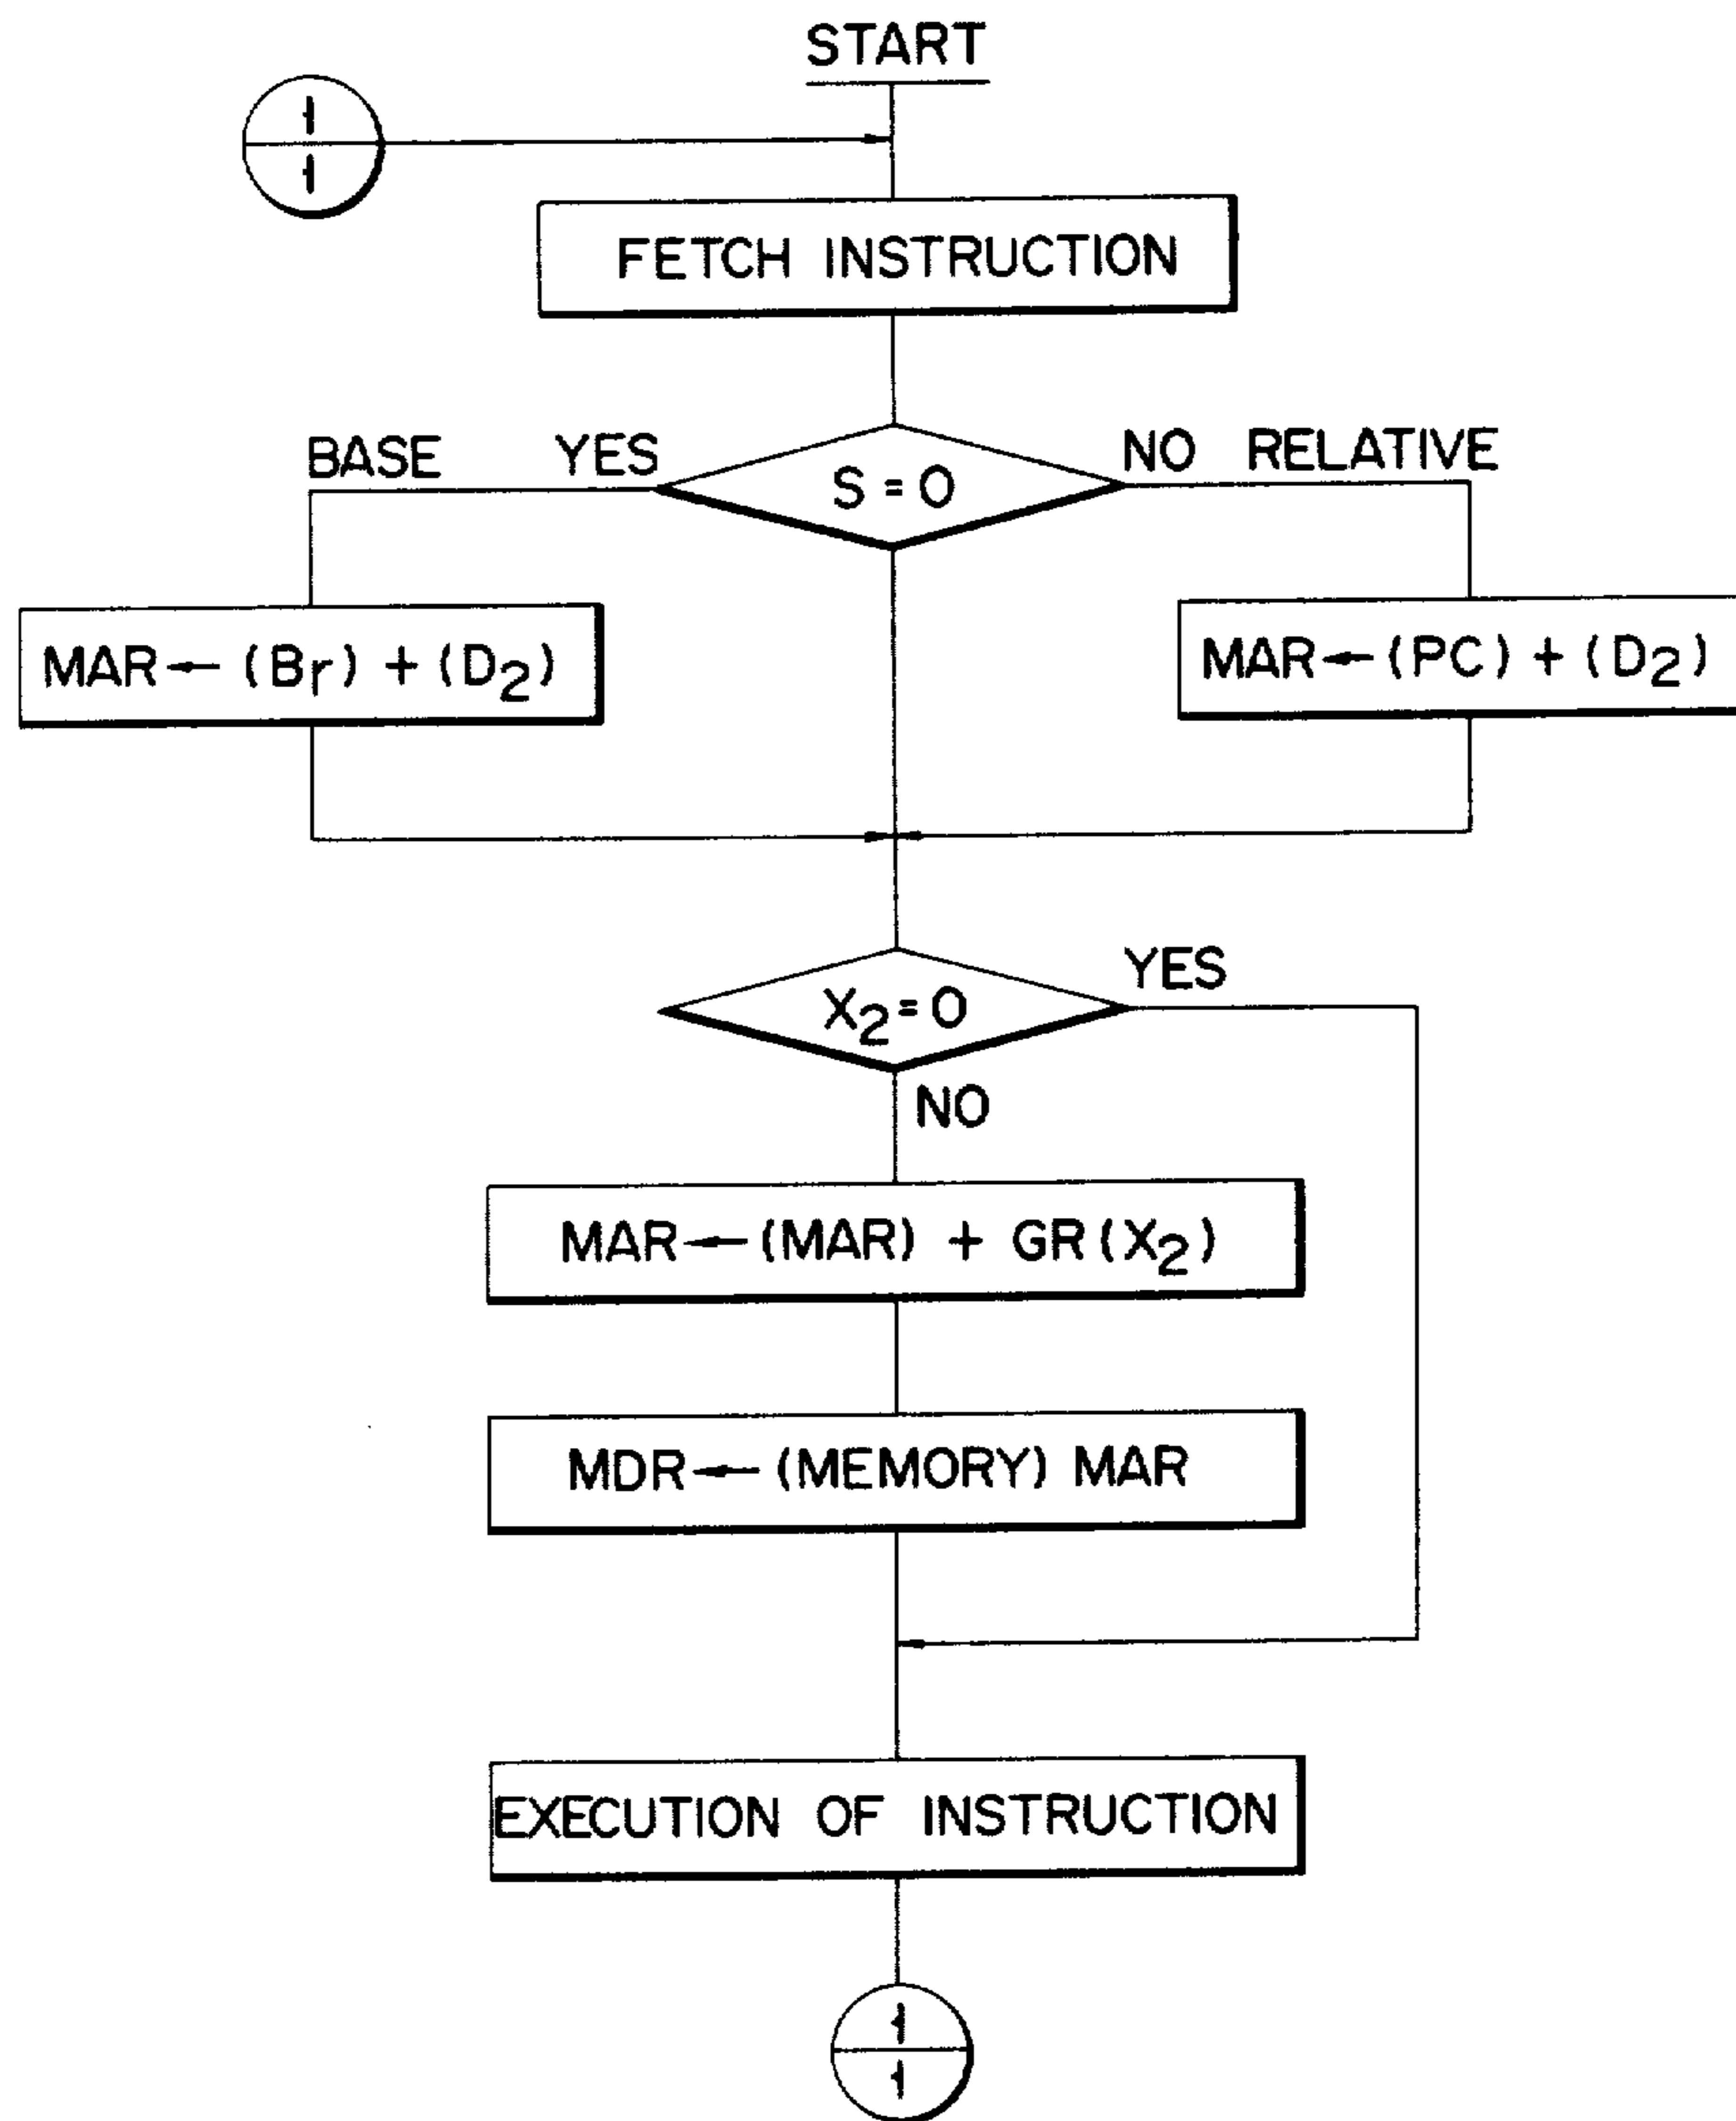 START
1
1
FETCH INSTRUCTION
BASE YES
NO RELATIVE
S = 0
MAR ← (Br) + (D₂)
MAR ← (PC) + (D₂)
YES
X₂ = 0
NO
MAR ← (MAR) + GR(X₂)
MDR ← (MEMORY) MAR
EXECUTION OF INSTRUCTION
1
1